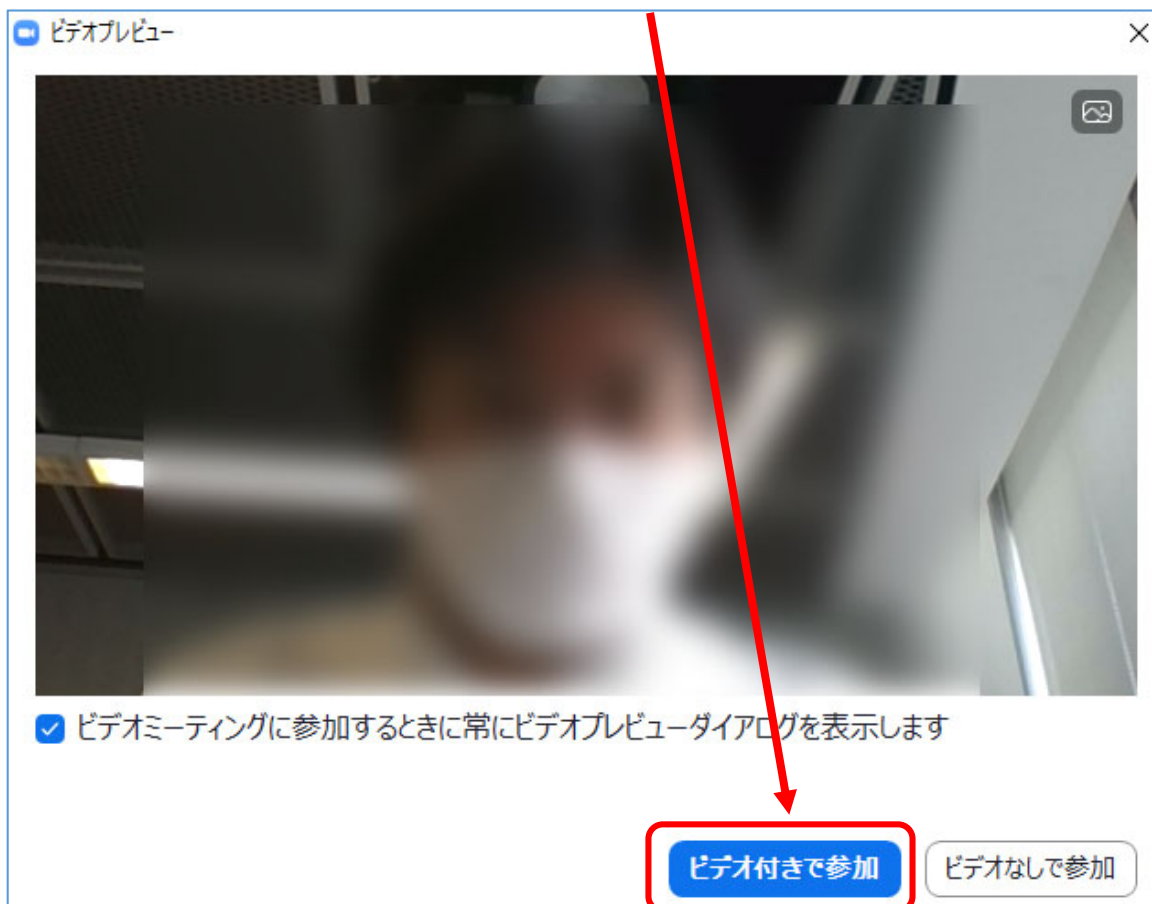 ビデオプレビュー
ビデオミーティングに参加するときに常にビデオプレビューダイアログを表示します
ビデオ付きで参加
ビデオなしで参加